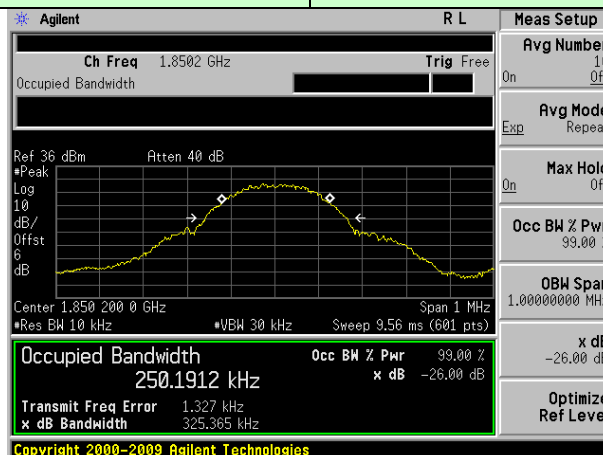 Agilent R L Meas Setup
Ch Freq 1.8502 GHz Trig Free
Occupied Bandwidth
Avg Number
10
On Off
Avg Mode
Exp Repeat
Max Hold
On Off
Occ BW % Pwr
99.00 %
OBW Span
1.00000000 MHz
x dB
-26.00 dB
Optimize
Ref Level
Ref 36 dBm Atten 40 dB
#Peak
Log
10
dB/
Offst
6
dB
Center 1.850 200 0 GHz Span 1 MHz
#Res BW 10 kHz #VBW 30 kHz Sweep 9.56 ms (601 pts)
Occupied Bandwidth Occ BW % Pwr 99.00 %
250.1912 kHz x dB -26.00 dB
Transmit Freq Error 1.327 kHz
x dB Bandwidth 325.365 kHz
Copyright 2000-2009 Agilent Technologies